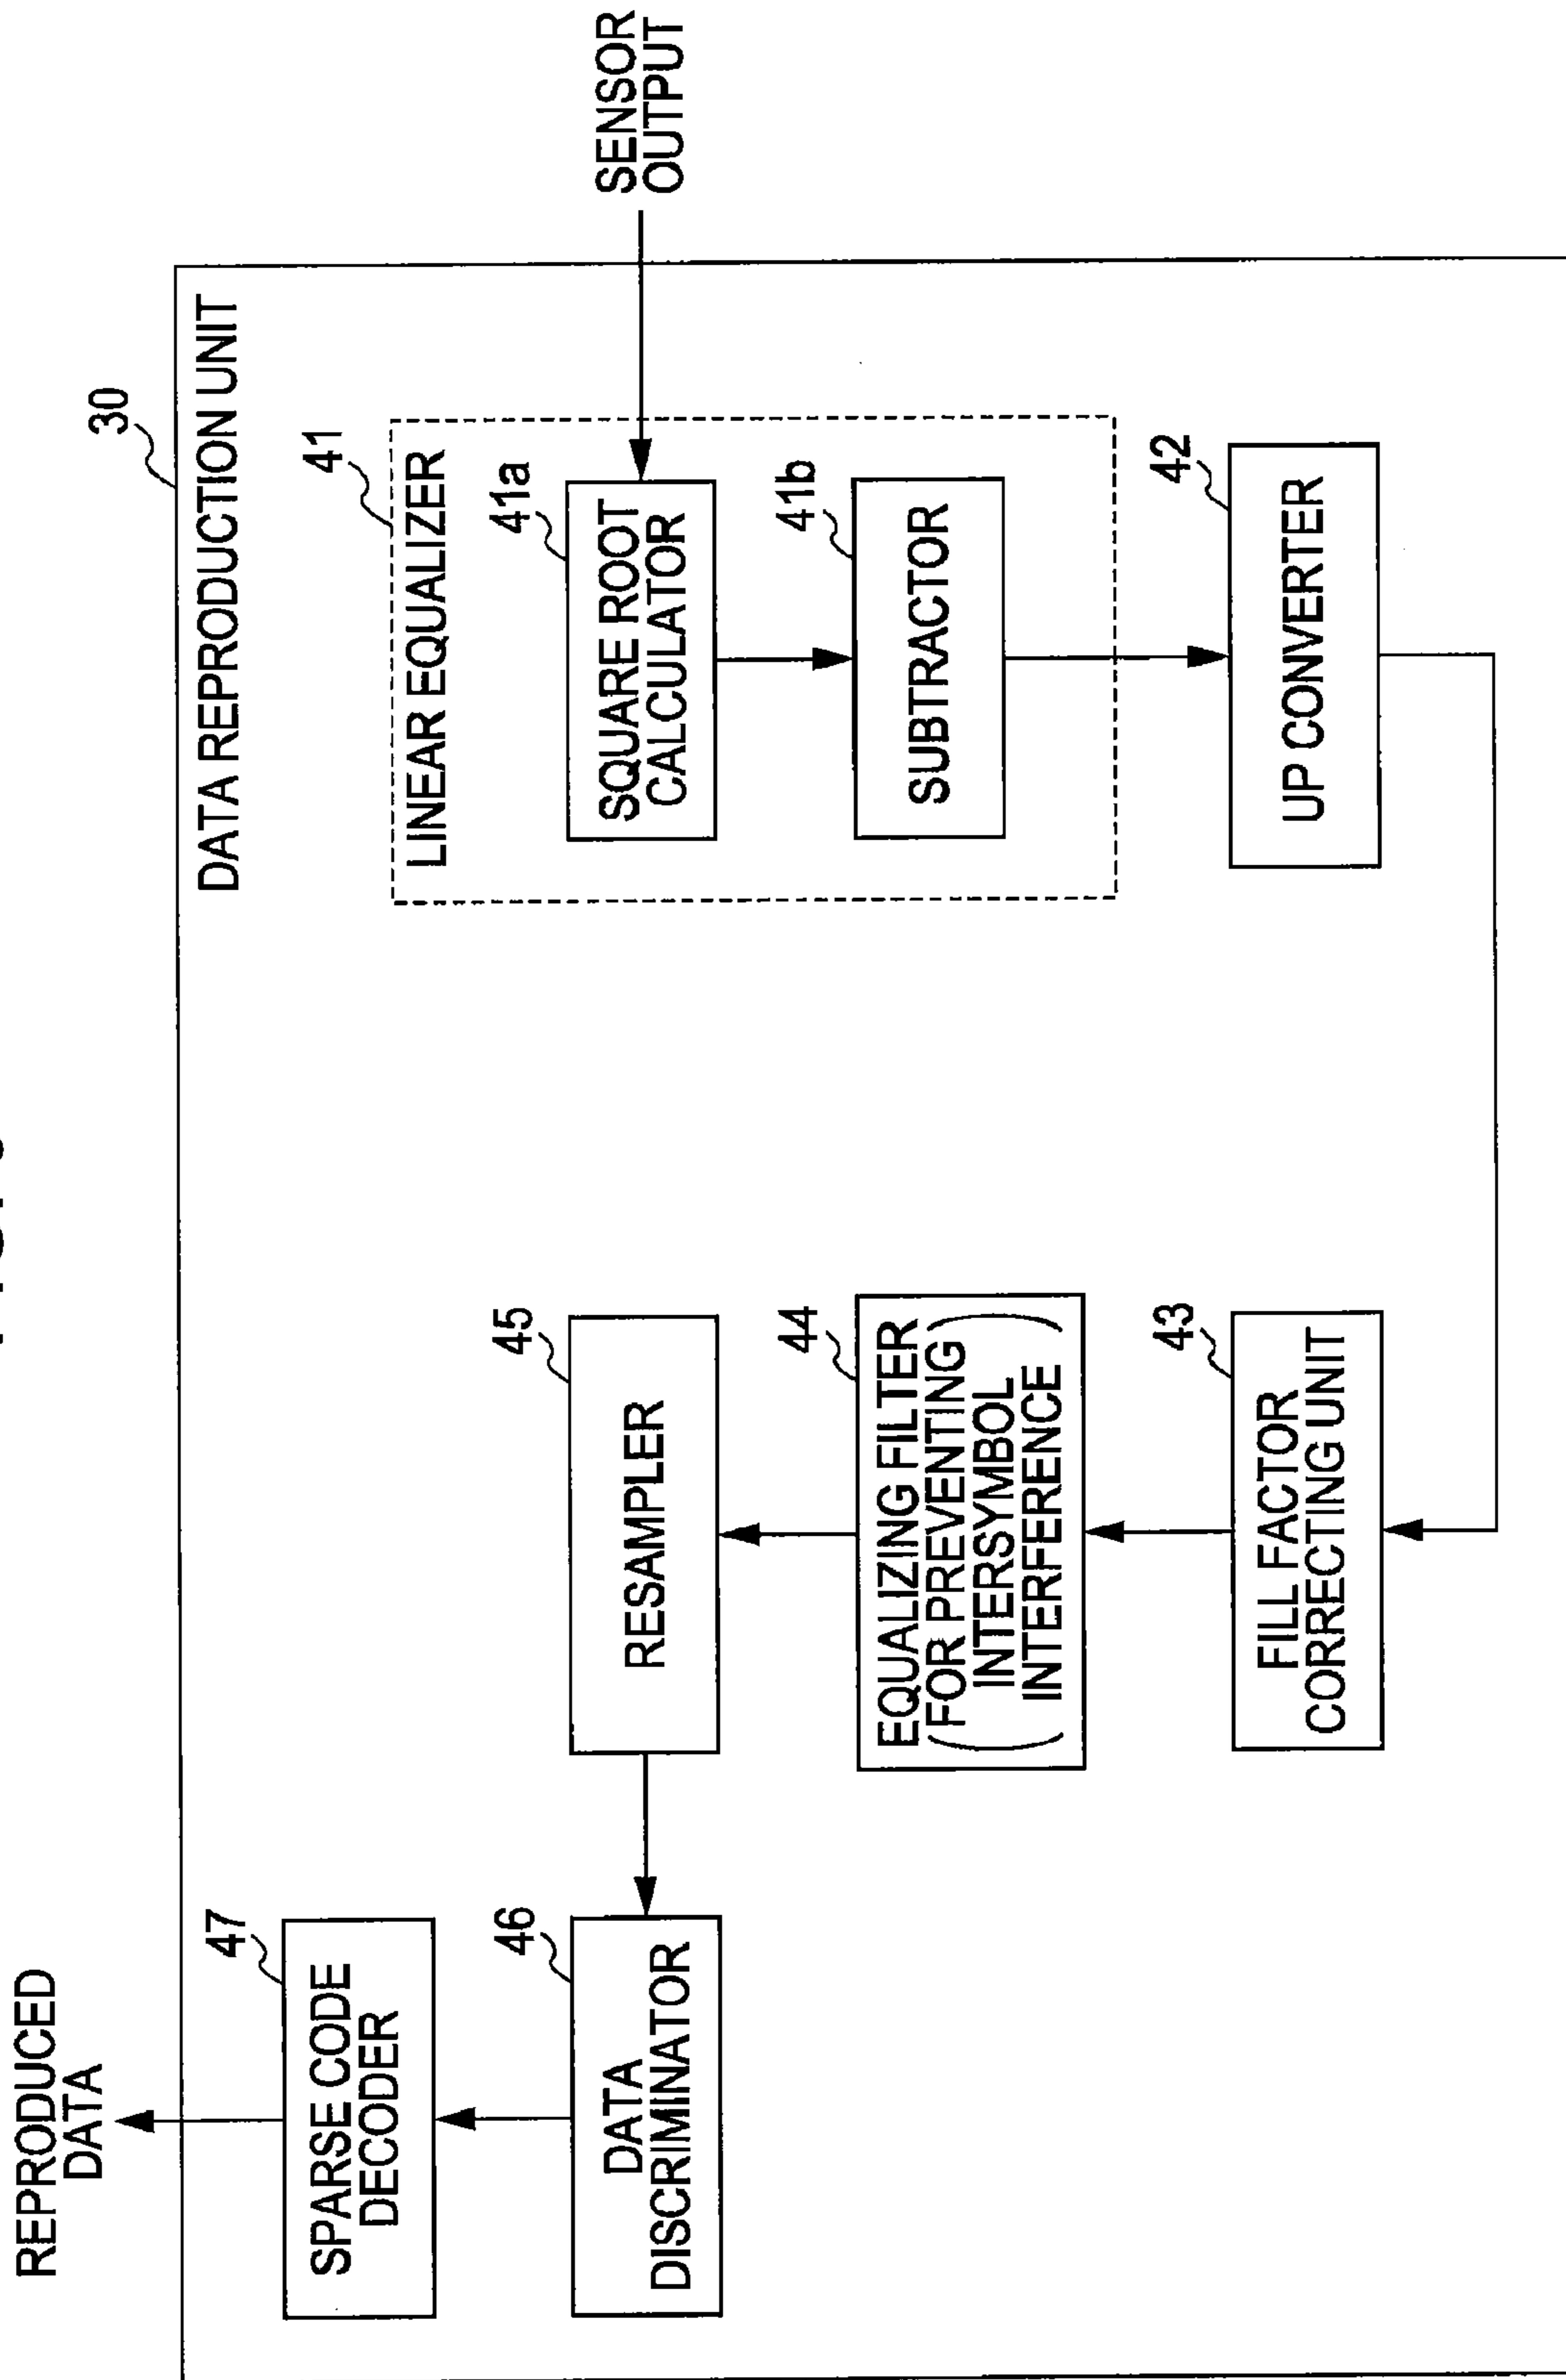 REPRODUCED
DATA
30
DATA REPRODUCTION UNIT
SENSOR
OUTPUT
41
LINEAR EQUALIZER
41a
SQUARE ROOT
CALCULATOR
41b
SUBTRACTOR
42
UP CONVERTER
43
FILL FACTOR
CORRECTING UNIT
44
EQUALIZING FILTER
(FOR PREVENTING
INTERSYMBOL
INTERFERENCE)
45
RESAMPLER
46
DATA
DISCRIMINATOR
47
SPARSE CODE
DECODER